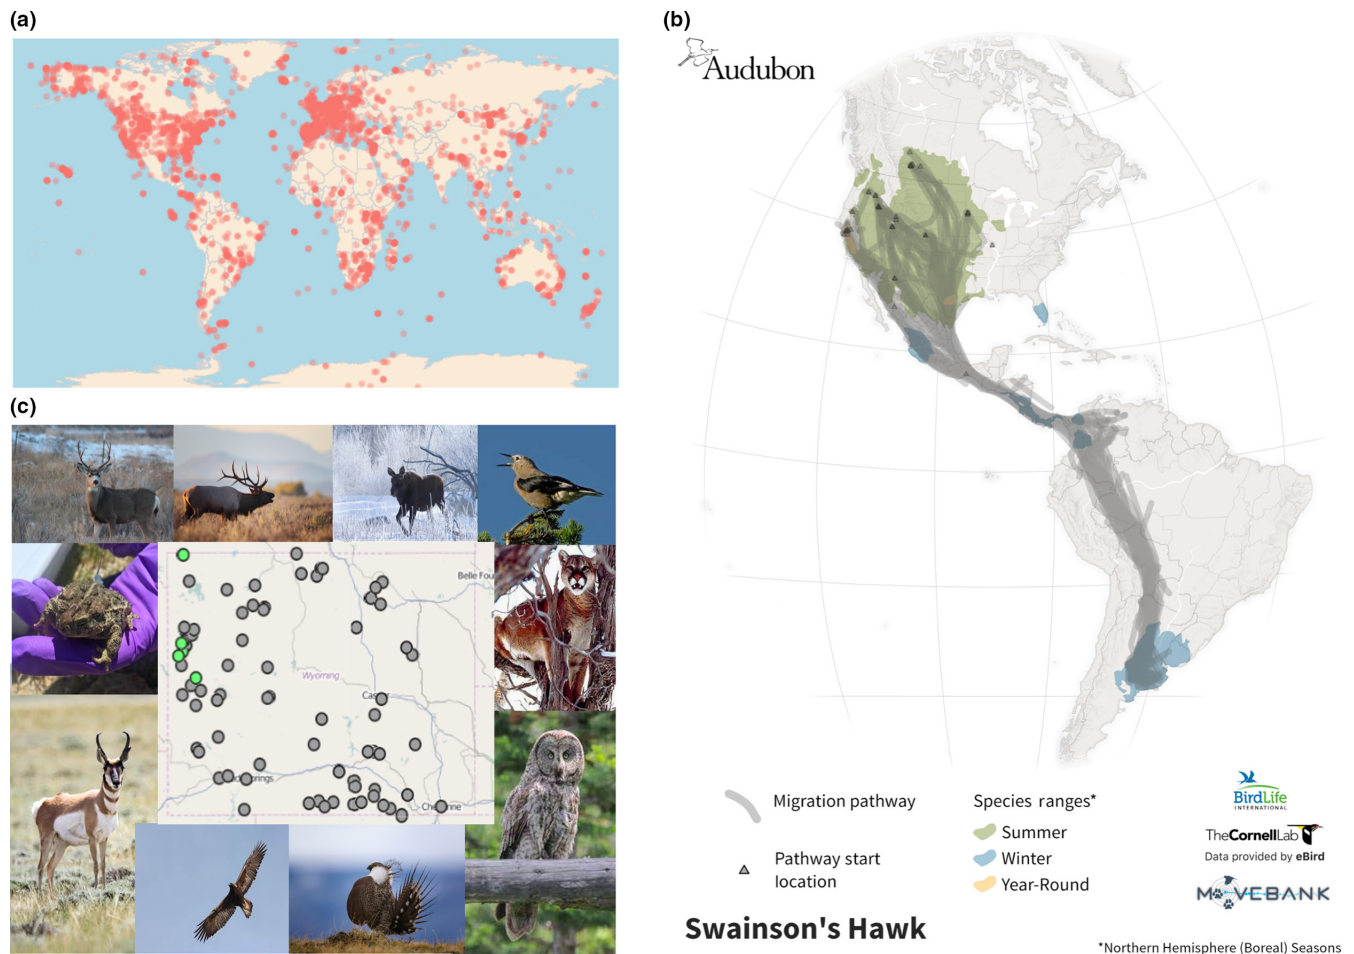 (a)
(b)
Audubon
(c)
Belle Fou
Wyoming
Cas
springs
Che
nne
Migration pathway
Pathway start
location
Species ranges*
Summer
Winter
Year-Round
BirdLife
INTERNATIONAL
TheCornellLab
Data provided by eBird
MOVEBANK
Swainson's Hawk
*Northern Hemisphere (Boreal) Seasons